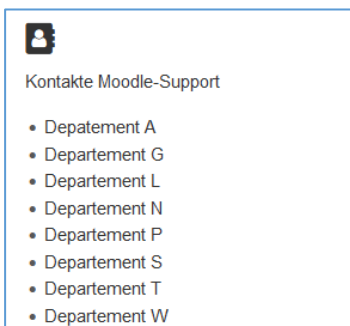 Kontakte Moodle-Support
• Depatement A
• Departement G
• Departement L
• Departement N
• Departement P
• Departement S
• Departement T
• Departement W